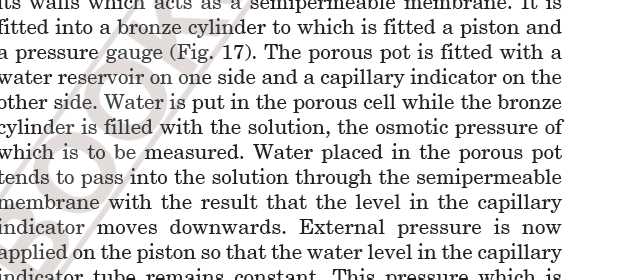 its walls which acts as a semipermeable membrane. It is
fitted into a bronze cylinder to which is fitted a piston and
a pressure gauge (Fig. 17). The porous pot is fitted with a
water reservoir on one side and a capillary indicator on the
other side. Water is put in the porous cell while the bronze
cylinder is filled with the solution, the osmotic pressure of
which is to be measured. Water placed in the porous pot
tends to pass into the solution through the semipermeable
membrane with the result that the level in the capillary
indicator moves downwards. External pressure is now
applied on the piston so that the water level in the capillary
indicator tube remains constant. This pressure which is